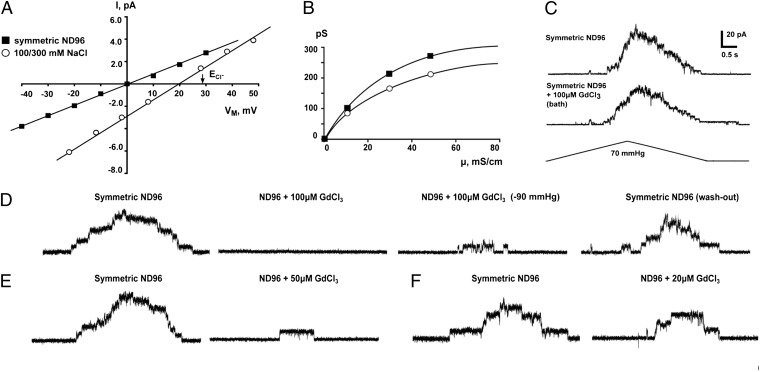 A
I, pA
symmetric ND96
100/300 mM NaCl
6.0
4.0
2.0
-2.0
-4.0
-6.0
-8.0
-40 -30 -20 -10 0 10 20 30 40 50
ECl-
VM, mV
B
pS
300
200
100
0
0 20 40 60 80
µ, mS/cm
C
Symmetric ND96
20 pA
0.5 s
Symmetric ND96
+ 100µM GdCl3
(bath)
70 mmHg
D
Symmetric ND96
ND96 + 100µM GdCl3
ND96 + 100µM GdCl3 (-90 mmHg)
Symmetric ND96 (wash-out)
E
Symmetric ND96
ND96 + 50µM GdCl3
F
Symmetric ND96
ND96 + 20µM GdCl3